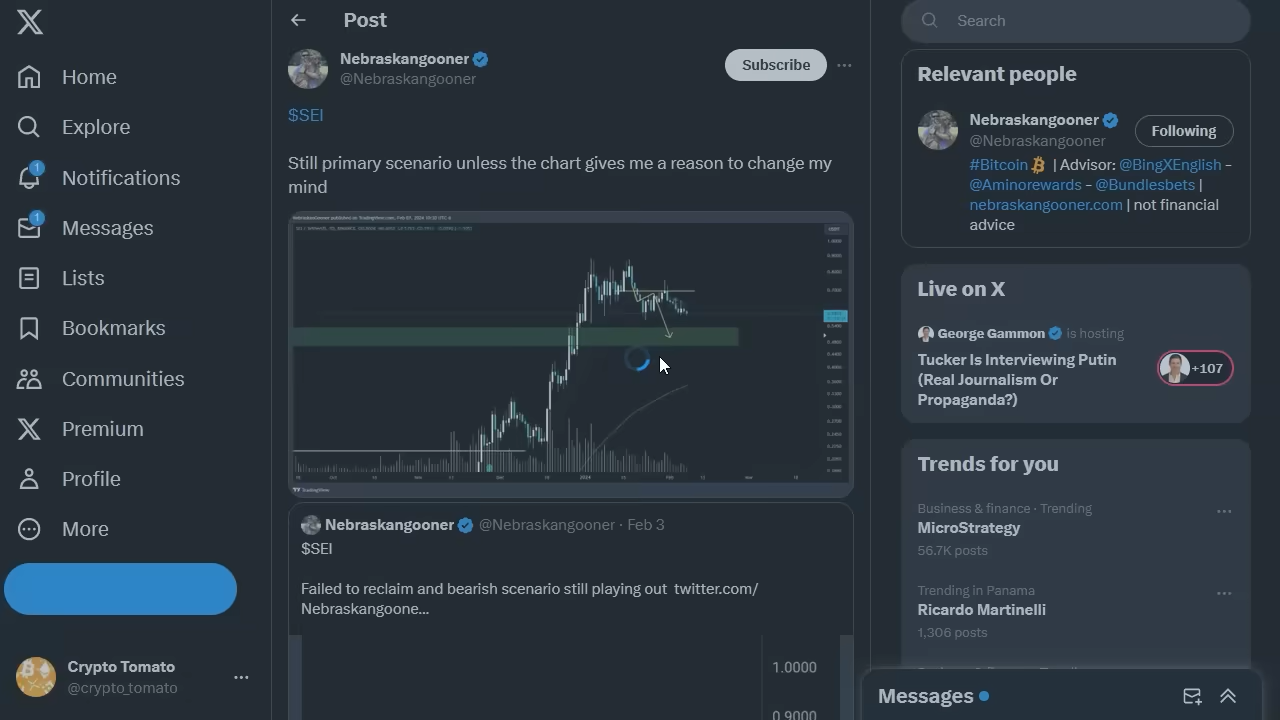 Post
Search
Nebraskangooner
@Nebraskangooner
Subscribe
$SEI
Still primary scenario unless the chart gives me a reason to change my
mind
Home
Explore
1
Notifications
1
Messages
Lists
Bookmarks
Communities
Premium
Profile
More
Crypto Tomato
@crypto_tomato
TradingView
Nebraskangooner @Nebraskangooner · Feb 3
$SEI
Failed to reclaim and bearish scenario still playing out twitter.com/
Nebraskangoone...
1.0000
0.9000
Relevant people
Nebraskangooner
@Nebraskangooner
Following
#Bitcoin | Advisor: @BingXEnglish -
@Aminorewards - @Bundlesbets |
nebraskangooner.com | not financial
advice
Live on X
George Gammon is hosting
Tucker Is Interviewing Putin
(Real Journalism Or
Propaganda?)
+107
Trends for you
Business & finance · Trending
MicroStrategy
56.7K posts
Trending in Panama
Ricardo Martinelli
1,306 posts
Messages